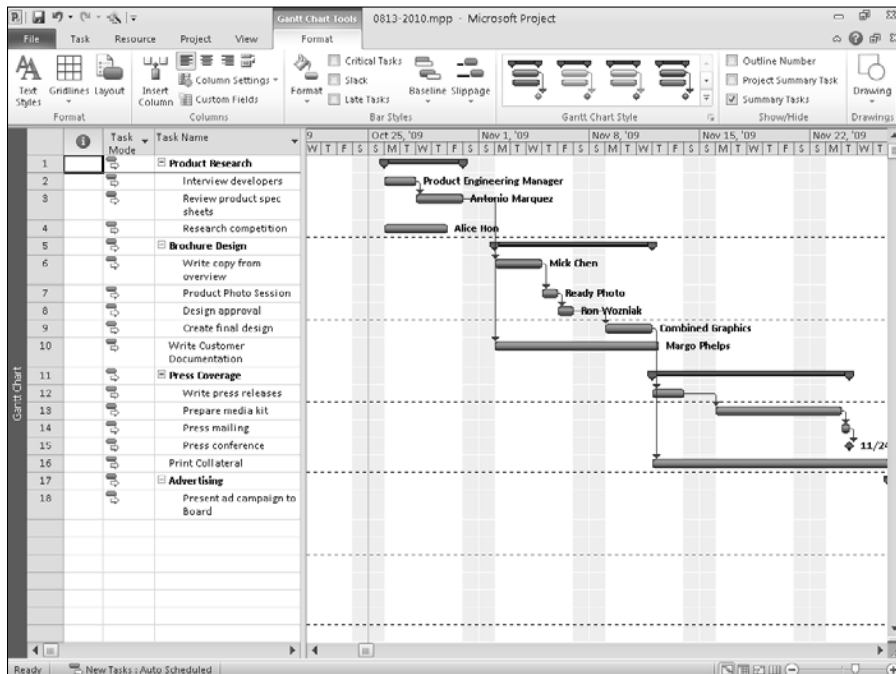 Gantt Chart Tools
0813-2010.mpp - Microsoft Project
File Task Resource Project View Format
Text Styles
Gridlines
Layout
Format
Insert Column
Column Settings
Custom Fields
Columns
Format
Critical Tasks
Slack
Late Tasks
Baseline
Slippage
Bar Styles
Gantt Chart Style
Outline Number
Project Summary Task
Summary Tasks
Show/Hide
Drawing
Drawings
Task Mode
Task Name
9 Oct 25, '09 Nov 1, '09 Nov 8, '09 Nov 15, '09 Nov 22, '09
W T F S S M T W T F S S M T W T F S S M T W T F S S M T W T F S S M T W T
1 Product Research
2 Interview developers
Product Engineering Manager
3 Review product spec sheets
Antonio Marquez
4 Research competition
Alice Hon
5 Brochure Design
6 Write copy from overview
Mick Chen
7 Product Photo Session
Ready Photo
8 Design approval
Ron Wozniak
9 Create final design
Combined Graphics
10 Write Customer Documentation
Margo Phelps
11 Press Coverage
12 Write press releases
13 Prepare media kit
14 Press mailing
15 Press conference
11/24
16 Print Collateral
17 Advertising
18 Present ad campaign to Board
Gantt Chart
Ready
New Tasks : Auto Scheduled